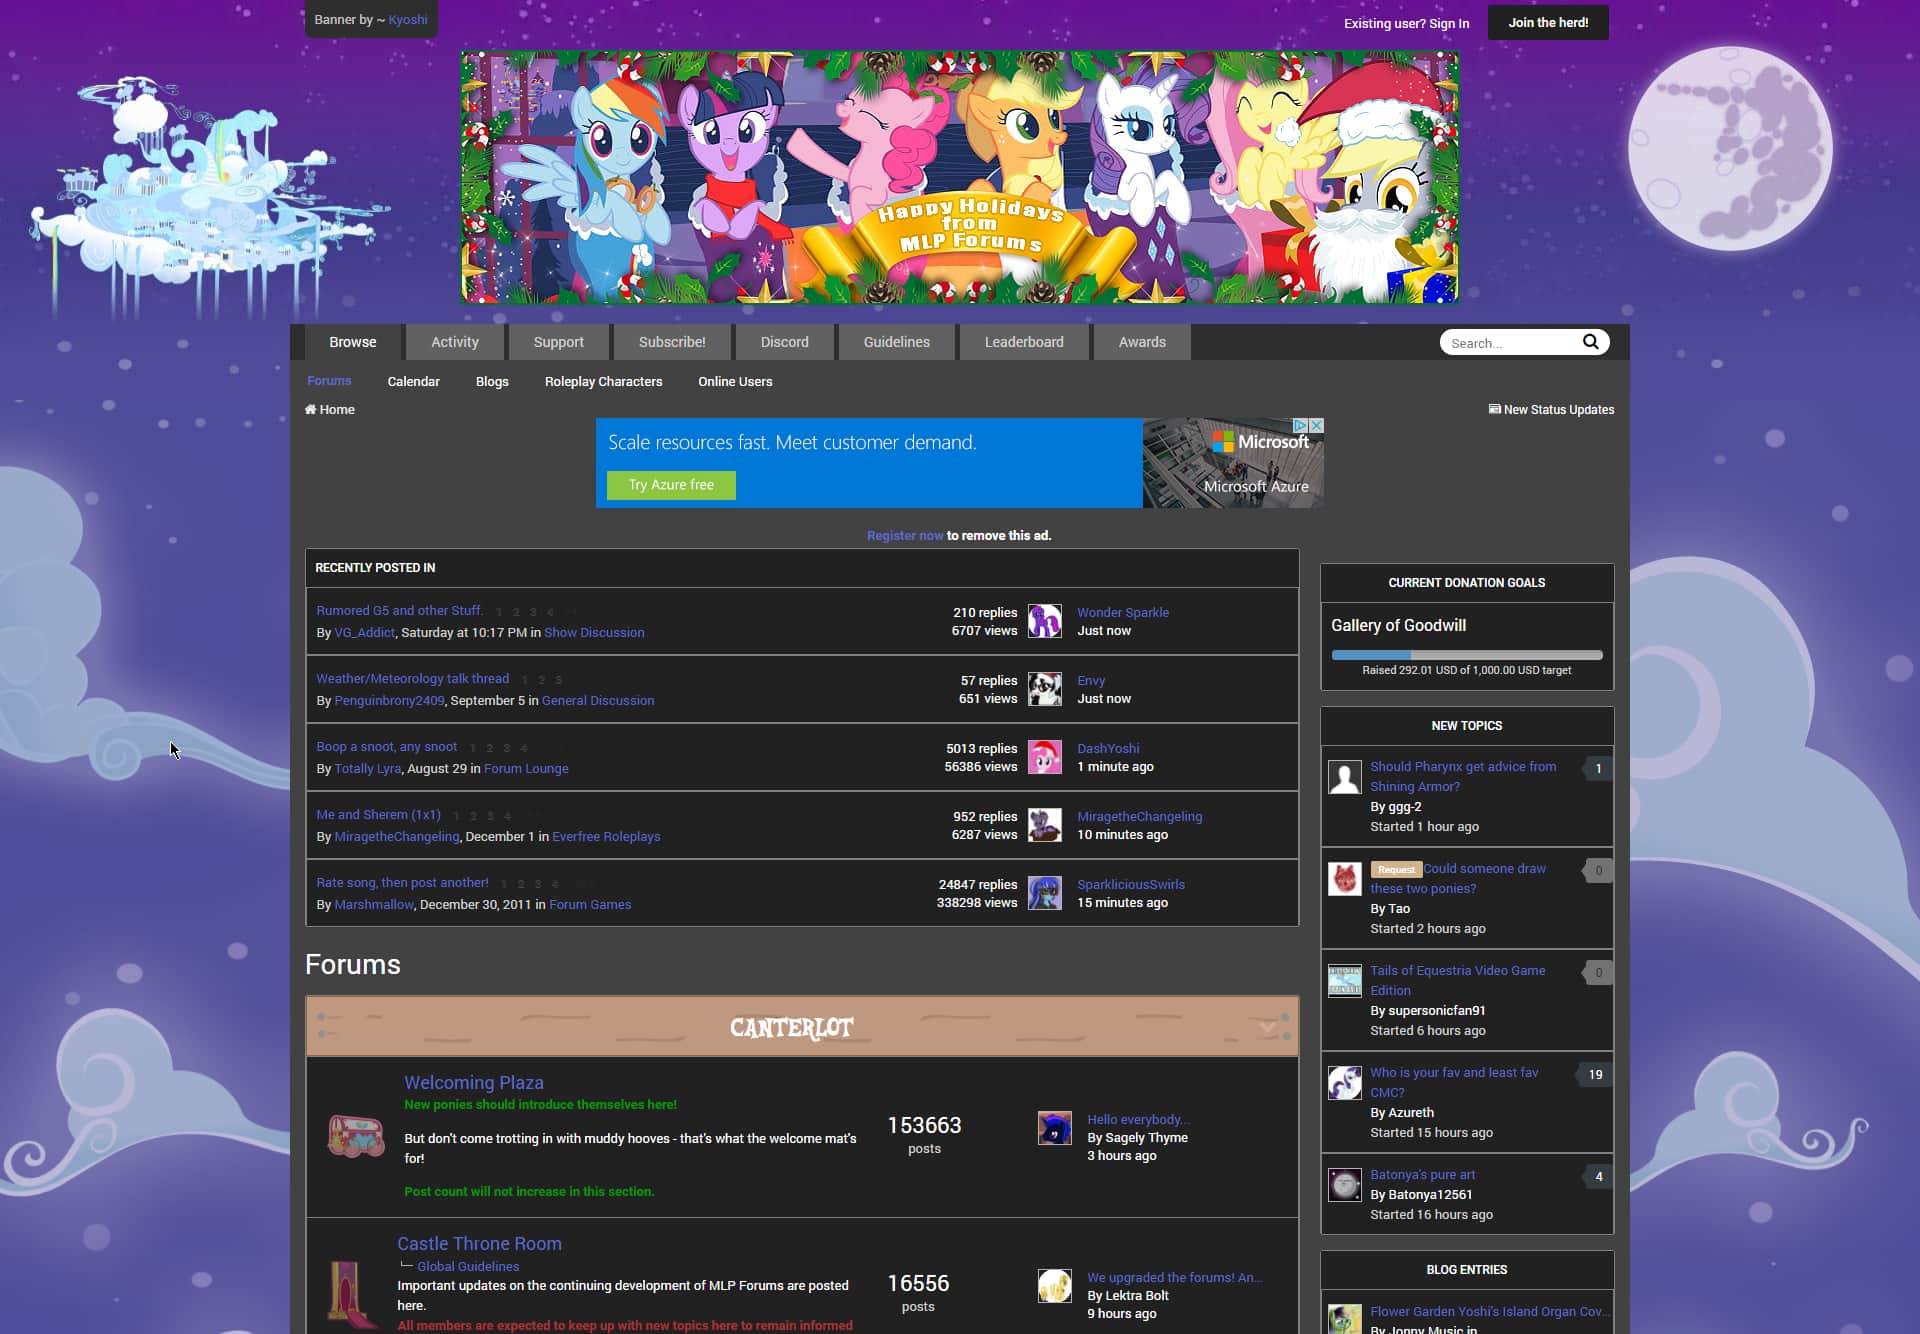 Banner by ~ Kyoshi
Existing user? Sign In
Join the herd!
Happy Holidays
from
MLP Forums
Browse
Activity
Support
Subscribe!
Discord
Guidelines
Leaderboard
Awards
Search...
Forums
Calendar
Blogs
Roleplay Characters
Online Users
Home
New Status Updates
Scale resources fast. Meet customer demand.
Try Azure free
Microsoft
Microsoft Azure
Register now to remove this ad.
RECENTLY POSTED IN
Rumored G5 and other Stuff. 1 2 3 4
By VG_Addict, Saturday at 10:17 PM in Show Discussion
210 replies
6707 views
Wonder Sparkle
Just now
Weather/Meteorology talk thread 1 2 3
By Penguinbrony2409, September 5 in General Discussion
57 replies
651 views
Envy
Just now
Boop a snoot, any snoot 1 2 3 4
By Totally Lyra, August 29 in Forum Lounge
5013 replies
56386 views
DashYoshi
1 minute ago
Me and Sherem (1x1) 1 2 3 4
By MiragetheChangeling, December 1 in Everfree Roleplays
952 replies
6287 views
MiragetheChangeling
10 minutes ago
Rate song, then post another! 1 2 3 4
By Marshmallow, December 30, 2011 in Forum Games
24847 replies
338298 views
SparkliciousSwirls
15 minutes ago
Forums
CANTERLOT
Welcoming Plaza
New ponies should introduce themselves here!
But don't come trotting in with muddy hooves - that's what the welcome mat's
for!
Post count will not increase in this section.
153663
posts
Hello everybody...
By Sagely Thyme
3 hours ago
Castle Throne Room
Global Guidelines
Important updates on the continuing development of MLP Forums are posted
here.
All members are expected to keep up with new topics here to remain informed
16556
posts
We upgraded the forums! An...
By Lektra Bolt
9 hours ago
CURRENT DONATION GOALS
Gallery of Goodwill
Raised 292.01 USD of 1,000.00 USD target
NEW TOPICS
Should Pharynx get advice from
Shining Armor?
By ggg-2
Started 1 hour ago
1
Request Could someone draw
these two ponies?
By Tao
Started 2 hours ago
0
Tails of Equestria Video Game
Edition
By supersonicfan91
Started 6 hours ago
0
Who is your fav and least fav
CMC?
By Azureth
Started 15 hours ago
19
Batonya's pure art
By Batonya12561
Started 16 hours ago
4
BLOG ENTRIES
Flower Garden Yoshi's Island Organ Cov...
By Jonny Music in